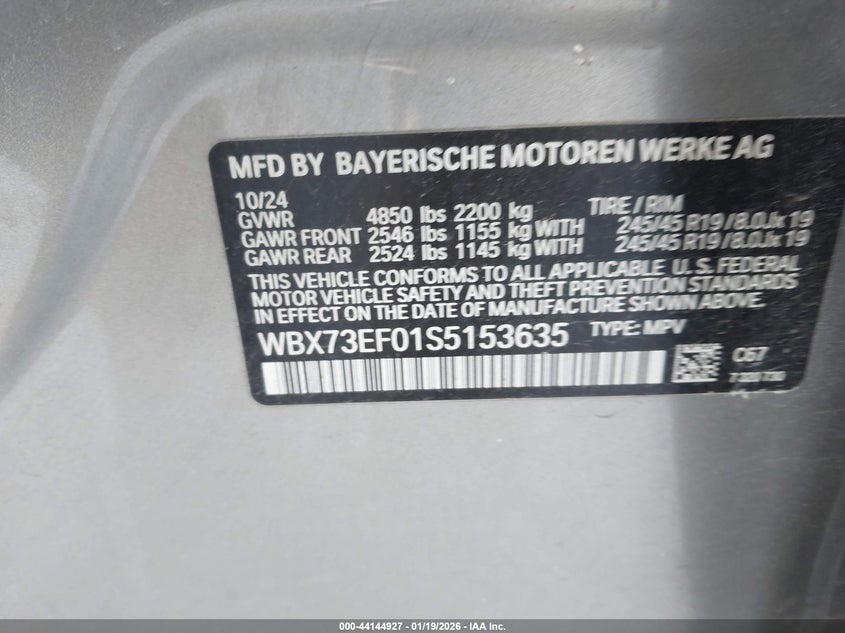 MFD BY BAYERISCHE MOTOREN WERKE AG
10/24 TIRE / RIM
GVWR 4850 lbs 2200 kg
GAWR FRONT 2546 lbs 1155 kg WITH 245/45 R19 / 8.0Jx19
GAWR REAR 2524 lbs 1145 kg WITH 245/45 R19 / 8.0Jx19
THIS VEHICLE CONFORMS TO ALL APPLICABLE U.S. FEDERAL
MOTOR VEHICLE SAFETY AND THEFT PREVENTION STANDARDS
IN EFFECT ON THE DATE OF MANUFACTURE SHOWN ABOVE.
WBX73EF01S5153635 TYPE: MPV
C67
000-44144927 - 01/19/2026 - IAA Inc.